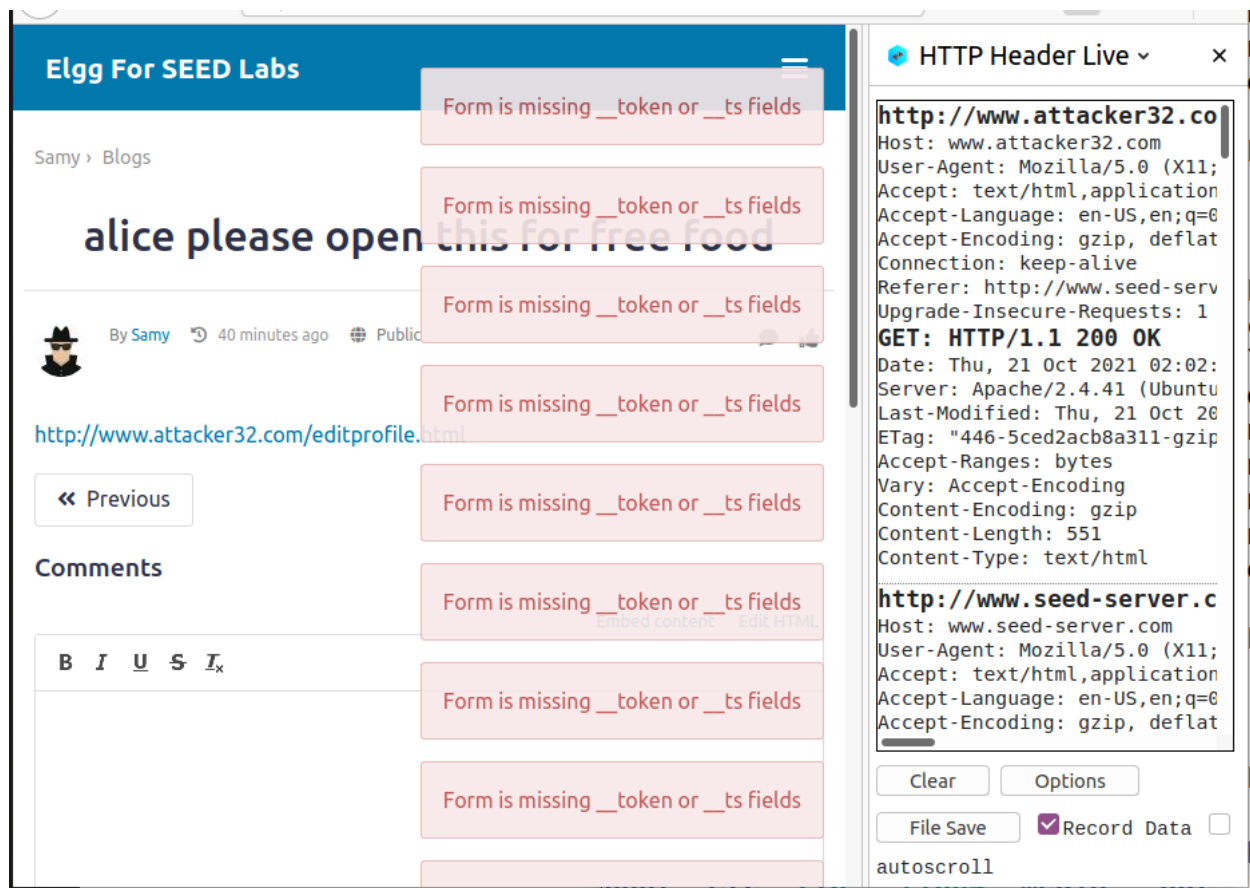 Elgg For SEED Labs
Form is missing __token or __ts fields
Samy › Blogs
Form is missing __token or __ts fields
alice please open this for free food
Form is missing __token or __ts fields
By Samy 40 minutes ago Public
Form is missing __token or __ts fields
http://www.attacker32.com/editprofile.html
Previous
Form is missing __token or __ts fields
Comments
Form is missing __token or __ts fields
Embed content Edit HTML
B I U S Ix
Form is missing __token or __ts fields
Form is missing __token or __ts fields
HTTP Header Live
http://www.attacker32.co
Host: www.attacker32.com
User-Agent: Mozilla/5.0 (X11;
Accept: text/html,application
Accept-Language: en-US,en;q=0
Accept-Encoding: gzip, deflat
Connection: keep-alive
Referer: http://www.seed-serv
Upgrade-Insecure-Requests: 1
GET: HTTP/1.1 200 OK
Date: Thu, 21 Oct 2021 02:02:
Server: Apache/2.4.41 (Ubuntu
Last-Modified: Thu, 21 Oct 20
ETag: "446-5ced2acb8a311-gzip
Accept-Ranges: bytes
Vary: Accept-Encoding
Content-Encoding: gzip
Content-Length: 551
Content-Type: text/html
http://www.seed-server.c
Host: www.seed-server.com
User-Agent: Mozilla/5.0 (X11;
Accept: text/html,application
Accept-Language: en-US,en;q=0
Accept-Encoding: gzip, deflat
Clear Options
File Save Record Data
autoscroll